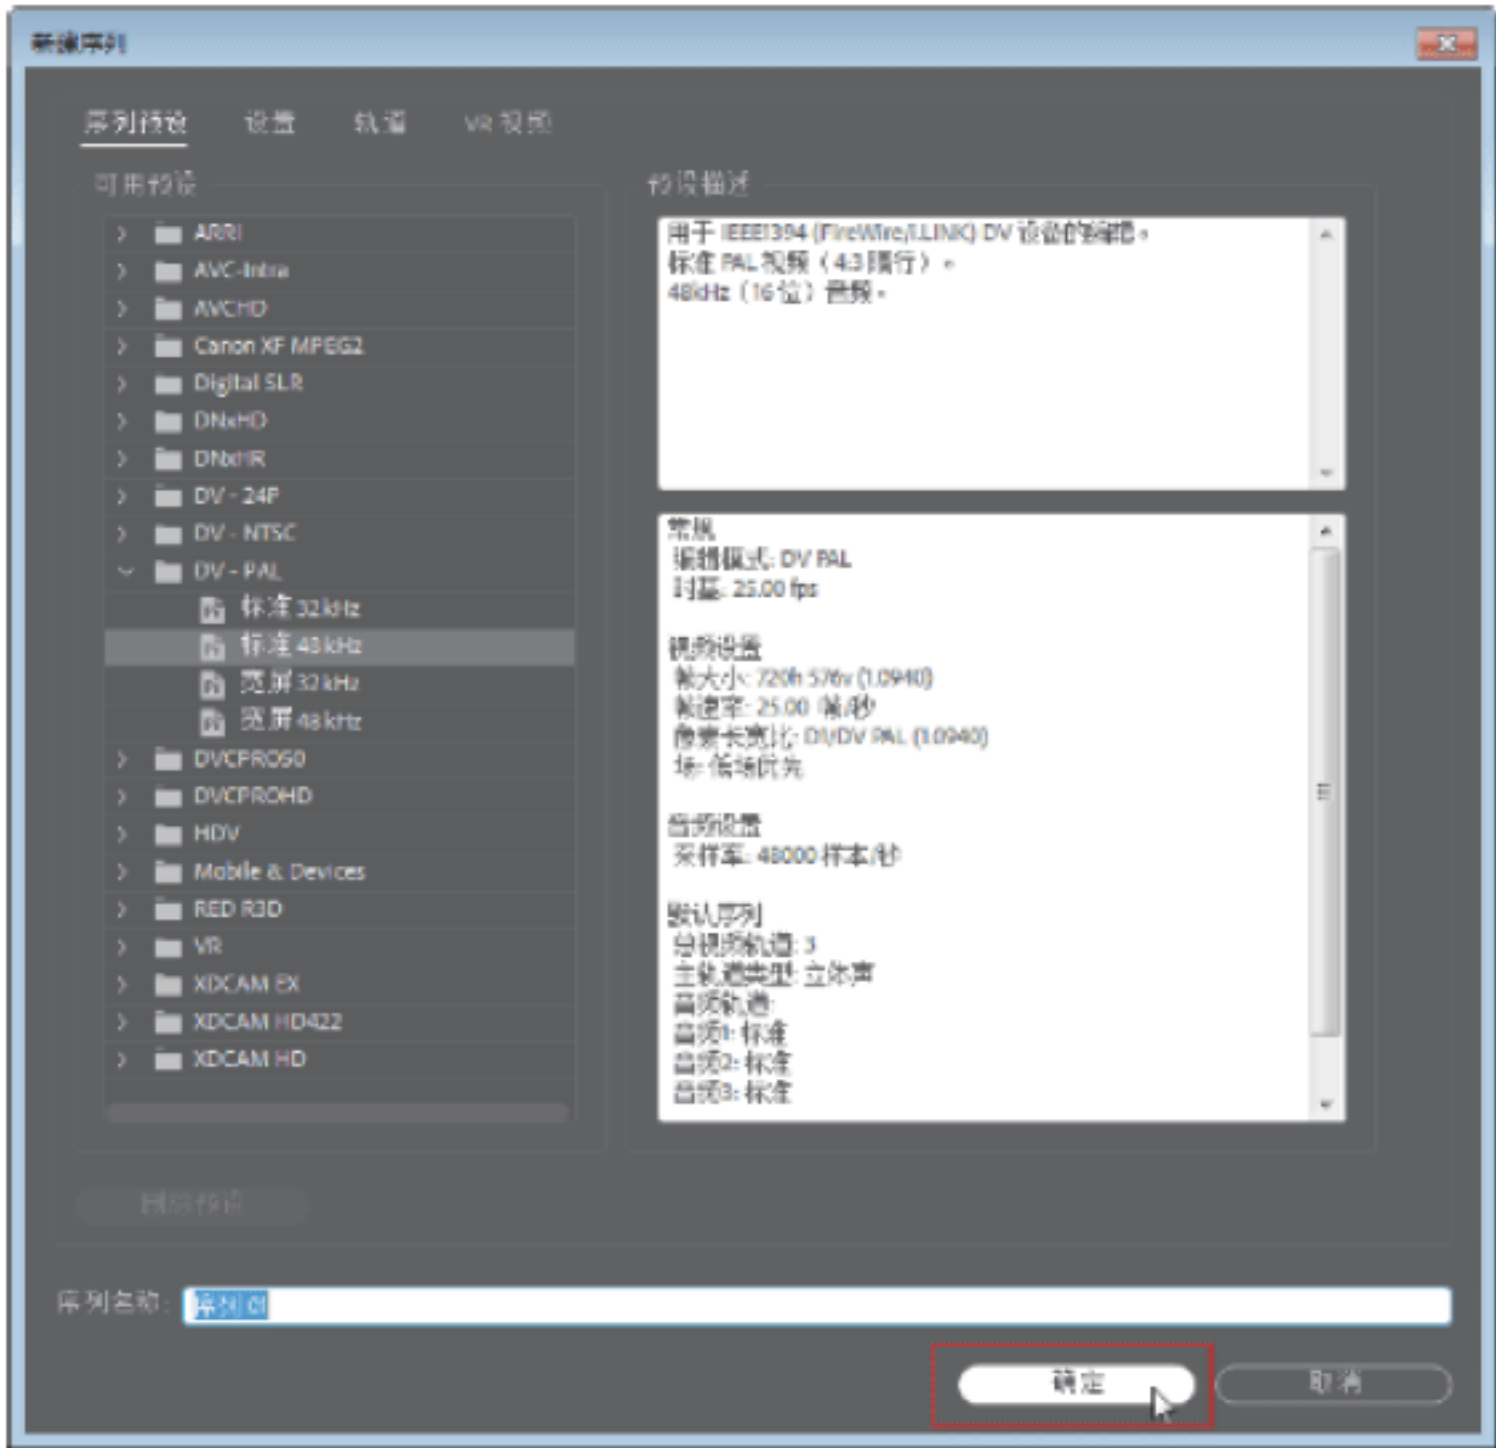 新建序列
序列预设 设置 轨道 VR 视频
可用预设
ARRI
AVC-Intra
AVCHD
Canon XF MPEG2
Digital SLR
DNxHD
DNxHR
DV - 24P
DV - NTSC
DV - PAL
标准 32kHz
标准 48kHz
宽屏 32kHz
宽屏 48kHz
DVCPRO50
DVCPROHD
HDV
Mobile & Devices
RED R3D
VR
XDCAM EX
XDCAM HD422
XDCAM HD
删除预设
预设描述
用于 IEEE1394 (FireWire/i.LINK) DV 设备的编辑。
标准 PAL 视频（4:3 隔行）。
48kHz（16 位）音频。
常规
编辑模式: DV PAL
时基: 25.00 fps
视频设置
帧大小: 720h 576v (1.0940)
帧速率: 25.00 帧/秒
像素长宽比: D1/DV PAL (1.0940)
场: 低场优先
音频设置
采样率: 48000 样本/秒
默认序列
总视频轨道: 3
主轨道类型: 立体声
音频轨道:
音频1: 标准
音频2: 标准
音频3: 标准
序列名称: 序列 01
确定 取消